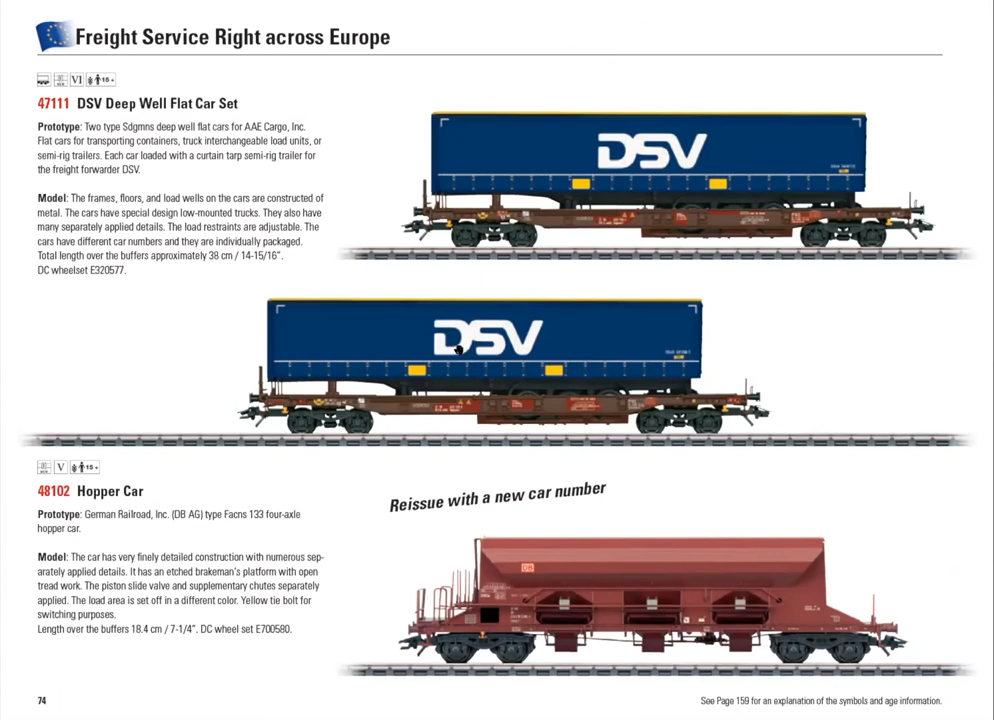 Freight Service Right across Europe
VI 15 +
47111 DSV Deep Well Flat Car Set
Prototype: Two type Sdgmns deep well flat cars for AAE Cargo, Inc.
Flat cars for transporting containers, truck interchangeable load units, or
semi-rig trailers. Each car loaded with a curtain tarp semi-rig trailer for
the freight forwarder DSV.
Model: The frames, floors, and load wells on the cars are constructed of
metal. The cars have special design low-mounted trucks. They also have
many separately applied details. The load restraints are adjustable. The
cars have different car numbers and they are individually packaged.
Total length over the buffers approximately 38 cm / 14-15/16”.
DC wheelset E320577.
DSV
DSV
V 15 +
48102 Hopper Car
Prototype: German Railroad, Inc. (DB AG) type Facns 133 four-axle
hopper car.
Model: The car has very finely detailed construction with numerous sep-
arately applied details. It has an etched brakeman’s platform with open
tread work. The piston slide valve and supplementary chutes separately
applied. The load area is set off in a different color. Yellow tie bolt for
switching purposes.
Length over the buffers 18.4 cm / 7-1/4”. DC wheel set E700580.
Reissue with a new car number
DB
74
See Page 159 for an explanation of the symbols and age information.